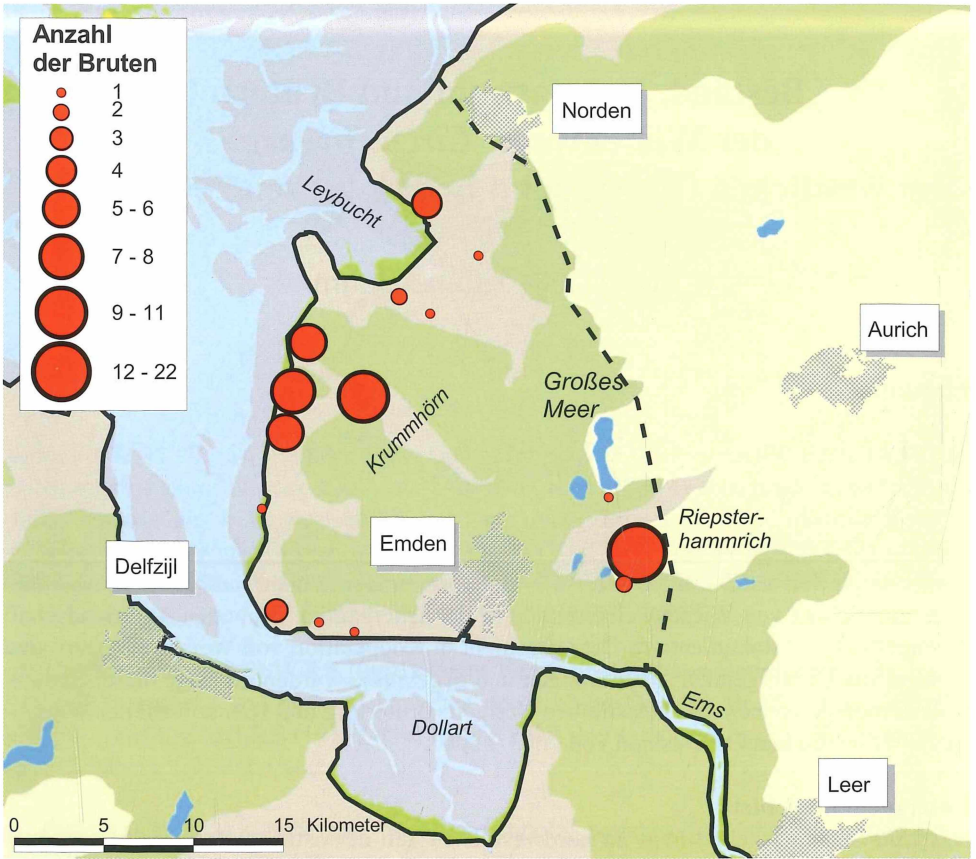 Anzahl
der Bruten
1
2
3
4
5 - 6
7 - 8
9 - 11
12 - 22
Norden
Leybucht
Aurich
Großes
Meer
Krummhörn
Riepster-
hammrich
Emden
Delfzijl
Ems
Dollart
Leer
0 5 10 15 Kilometer